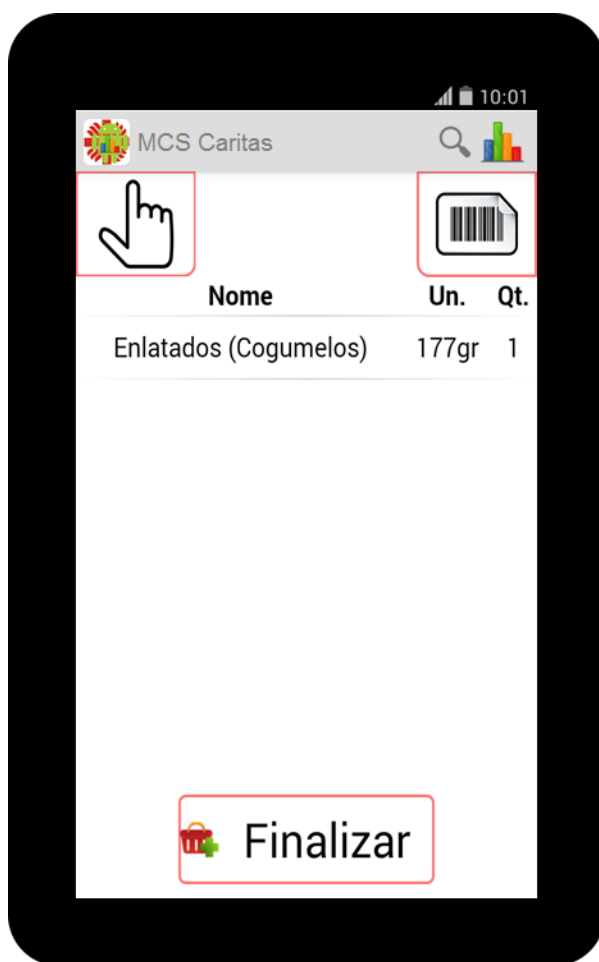 10:01
MCS Caritas
Nome Un. Qt.
Enlatados (Cogumelos) 177gr 1
Finalizar